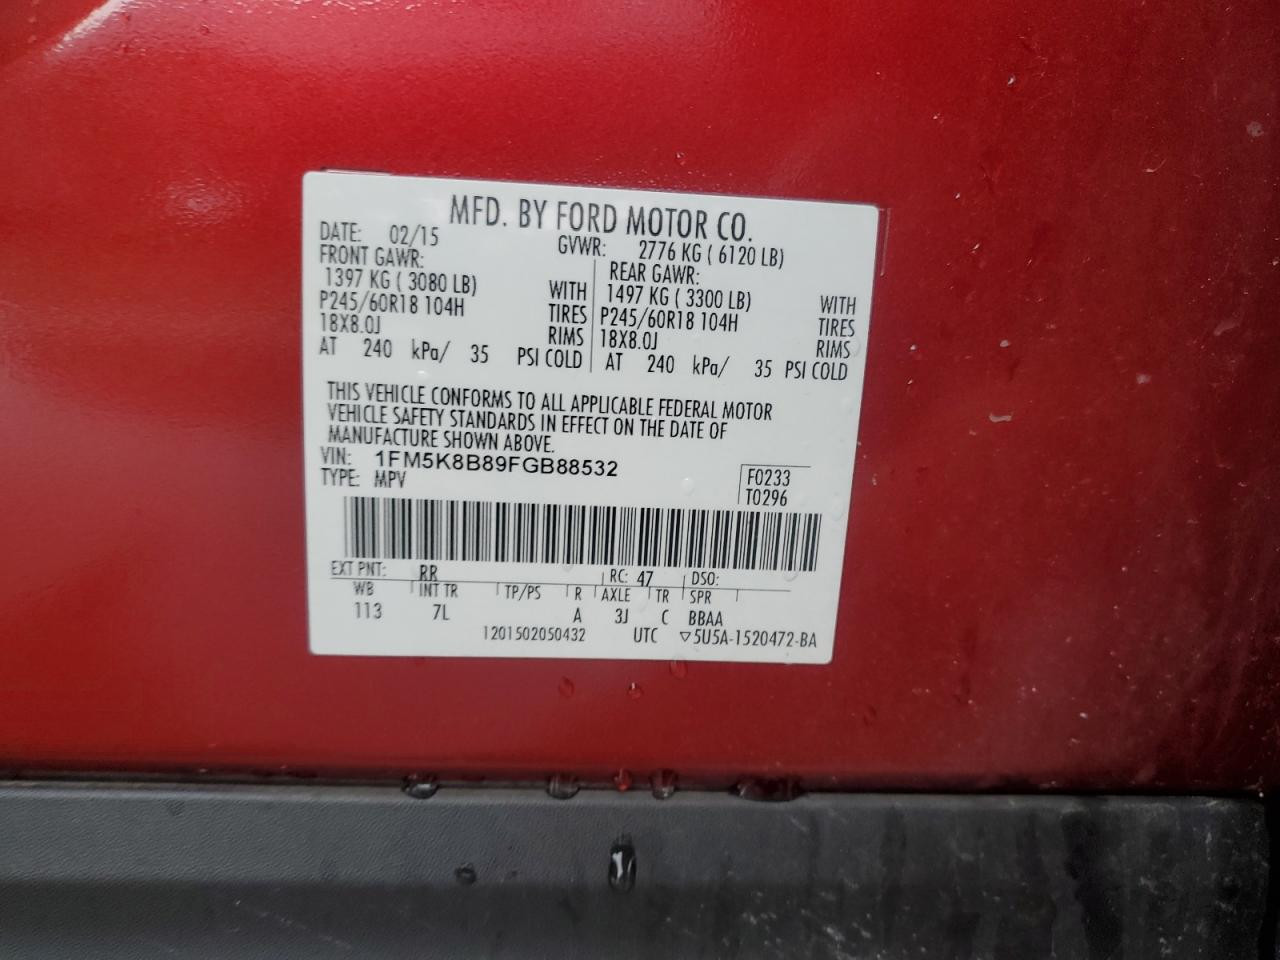 MFD. BY FORD MOTOR CO.
DATE: 02/15 GVWR: 2776 KG ( 6120 LB)
FRONT GAWR: REAR GAWR:
1397 KG ( 3080 LB) WITH 1497 KG ( 3300 LB) WITH
P245/60R18 104H TIRES P245/60R18 104H TIRES
18X8.0J RIMS 18X8.0J RIMS
AT 240 kPa/ 35 PSI COLD AT 240 kPa/ 35 PSI COLD
THIS VEHICLE CONFORMS TO ALL APPLICABLE FEDERAL MOTOR
VEHICLE SAFETY STANDARDS IN EFFECT ON THE DATE OF
MANUFACTURE SHOWN ABOVE.
VIN: 1FM5K8B89FGB88532 F0233
TYPE: MPV T0296
EXT PNT: RR RC: 47 DSO:
WB INT TR TP/PS R AXLE TR SPR
113 7L A 3J C BBAA
1201502050432 UTC ▽5U5A-1520472-BA